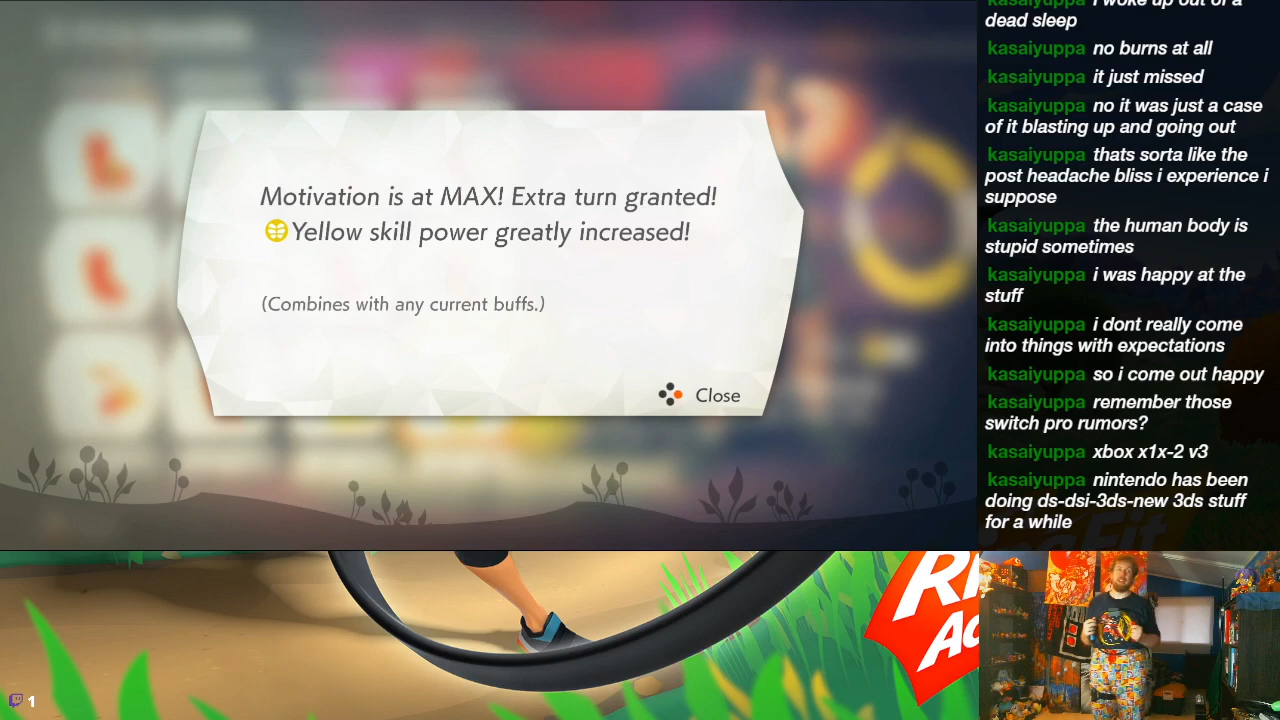 Motivation is at MAX! Extra turn granted!
Yellow skill power greatly increased!
(Combines with any current buffs.)
Close
kasaiyuppa i woke up out of a
dead sleep
kasaiyuppa no burns at all
kasaiyuppa it just missed
kasaiyuppa no it was just a case
of it blasting up and going out
kasaiyuppa thats sorta like the
post headache bliss i experience i
suppose
kasaiyuppa the human body is
stupid sometimes
kasaiyuppa i was happy at the
stuff
kasaiyuppa i dont really come
into things with expectations
kasaiyuppa so i come out happy
kasaiyuppa remember those
switch pro rumors?
kasaiyuppa xbox x1x-2 v3
kasaiyuppa nintendo has been
doing ds-dsi-3ds-new 3ds stuff
for a while
Fit
1